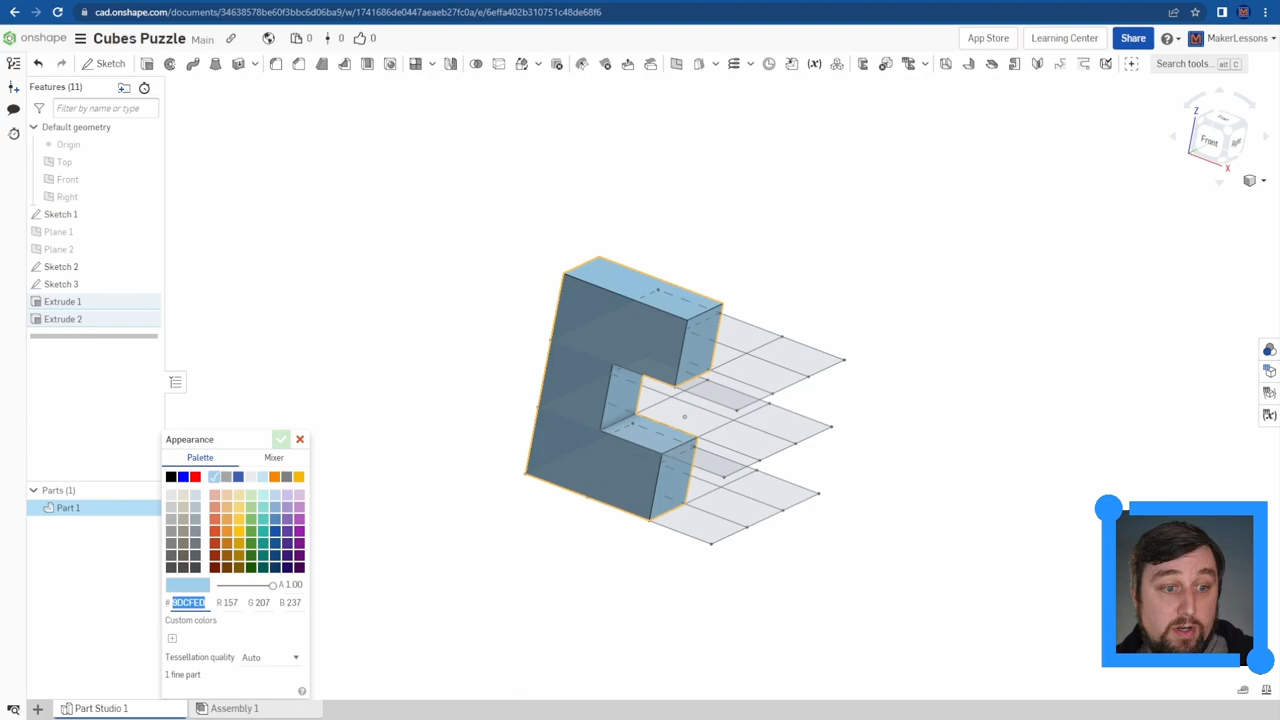 cad.onshape.com/documents/34638578be60f3bbc6d06ba9/w/1741686de0447aeaeb27fc0a/e/6effa402b310751c48de68f6
onshape Cubes Puzzle Main 0 0 0 App Store Learning Center Share MakerLessons
Sketch Search tools... alt C
Features (11)
Filter by name or type
Default geometry
Origin
Top
Front
Right
Sketch 1
Plane 1
Plane 2
Sketch 2
Sketch 3
Extrude 1
Extrude 2
Z
Front
X
Appearance
Palette Mixer
Parts (1)
Part 1
A 1.00
# 9DCFED R 157 G 207 B 237
Custom colors
Tessellation quality Auto
1 fine part
Part Studio 1 Assembly 1